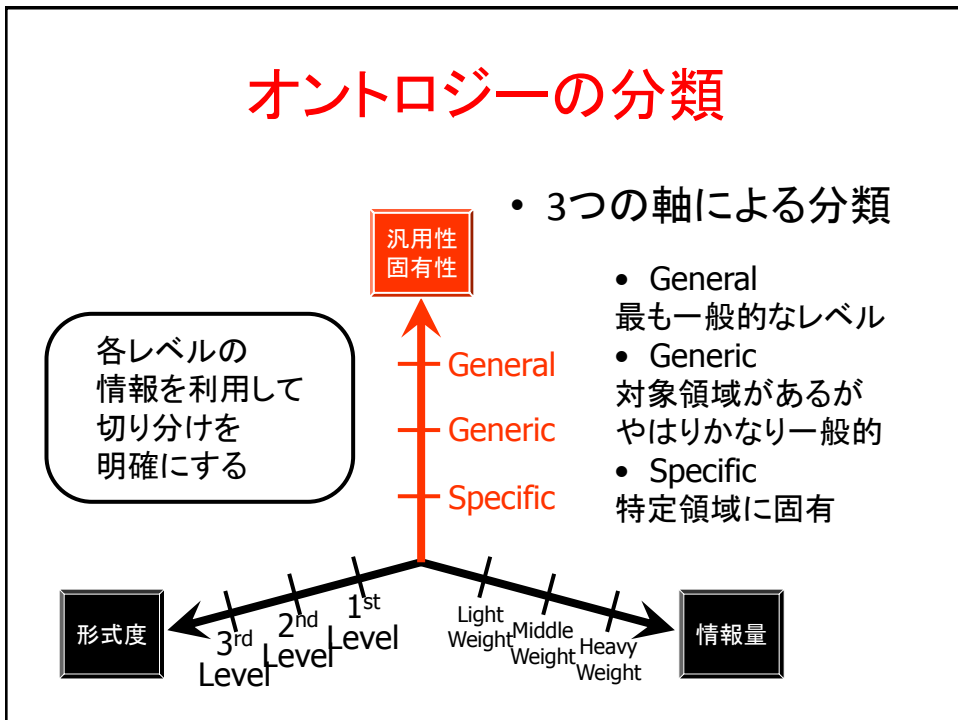 オントロジーの分類
• 3つの軸による分類
汎用性
固有性
• General
最も一般的なレベル
• Generic
対象領域があるが
やはりかなり一般的
• Specific
特定領域に固有
各レベルの
情報を利用して
切り分けを
明確にする
General
Generic
Specific
形式度
3rd
Level
2nd
Level
1st
Level
Light
Weight
Middle
Weight
Heavy
Weight
情報量